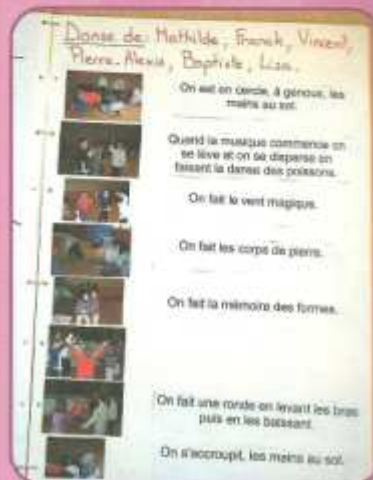 Danse de: Mathilde, Franck, Vincent,
Pierre-Alexis, Baptiste, Lisa.
On est en cercle, à genoux, les
mains au sol.
Quand la musique commence on
se lève et on se disperse en
faisant la danse des poissons.
On fait le vent magique.
On fait les corps de pierre.
On fait la mémoire des formes.
On fait une ronde en levant les bras
puis en les baissant.
On s'accroupit, les mains au sol.